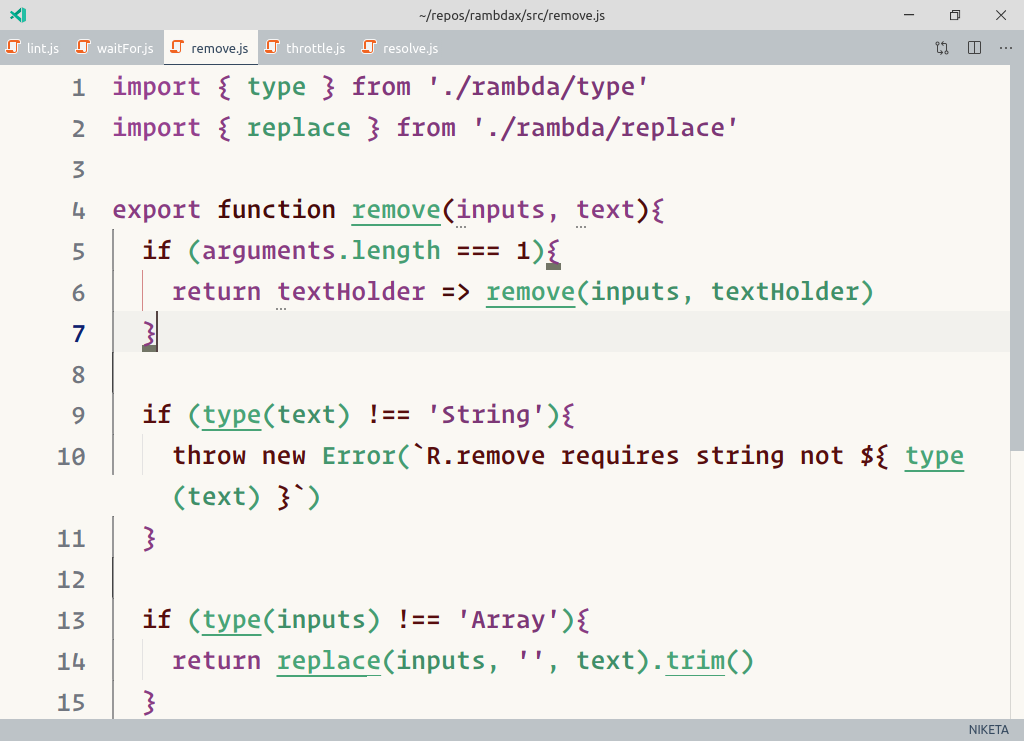 ~/repos/rambdax/src/remove.js
lint.js waitFor.js remove.js throttle.js resolve.js
1 import { type } from './rambda/type'
2 import { replace } from './rambda/replace'
3
4 export function remove(inputs, text){
5 if (arguments.length === 1){
6 return textHolder => remove(inputs, textHolder)
7 }
8
9 if (type(text) !== 'String'){
10 throw new Error(`R.remove requires string not ${ type
(text) }`)
11 }
12
13 if (type(inputs) !== 'Array'){
14 return replace(inputs, '', text).trim()
15 }
NIKETA